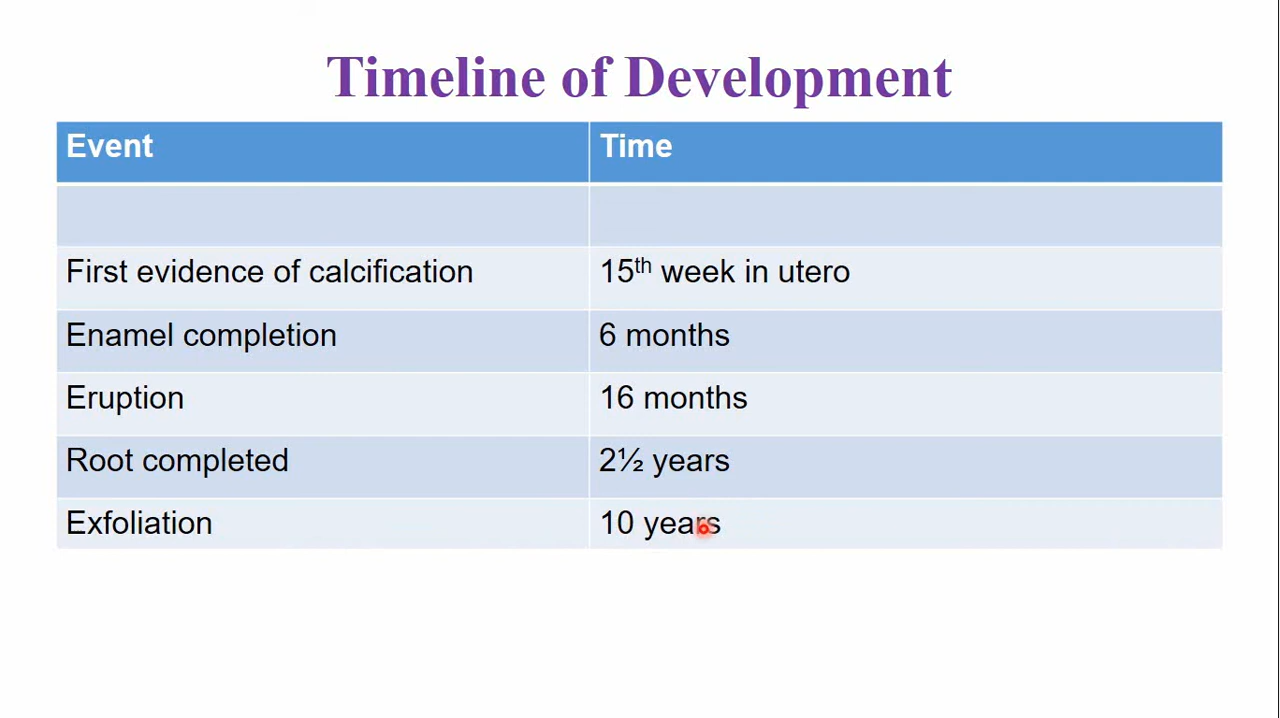 Timeline of Development
Event Time
First evidence of calcification 15th week in utero
Enamel completion 6 months
Eruption 16 months
Root completed 2½ years
Exfoliation 10 years